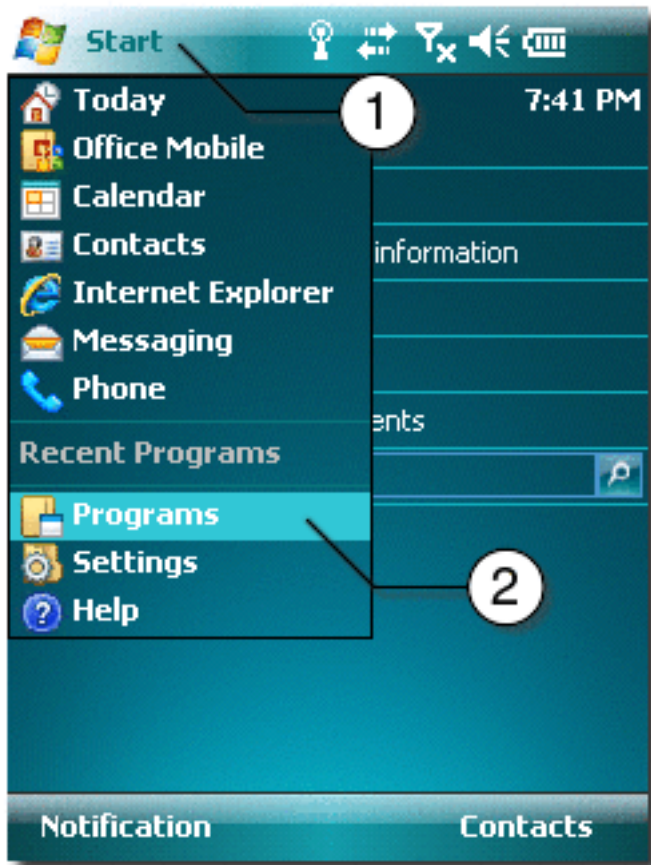 Start
1
Today
7:41 PM
Office Mobile
Calendar
Contacts
information
Internet Explorer
Messaging
Phone
ents
Recent Programs
Programs
Settings
2
Help
Notification
Contacts